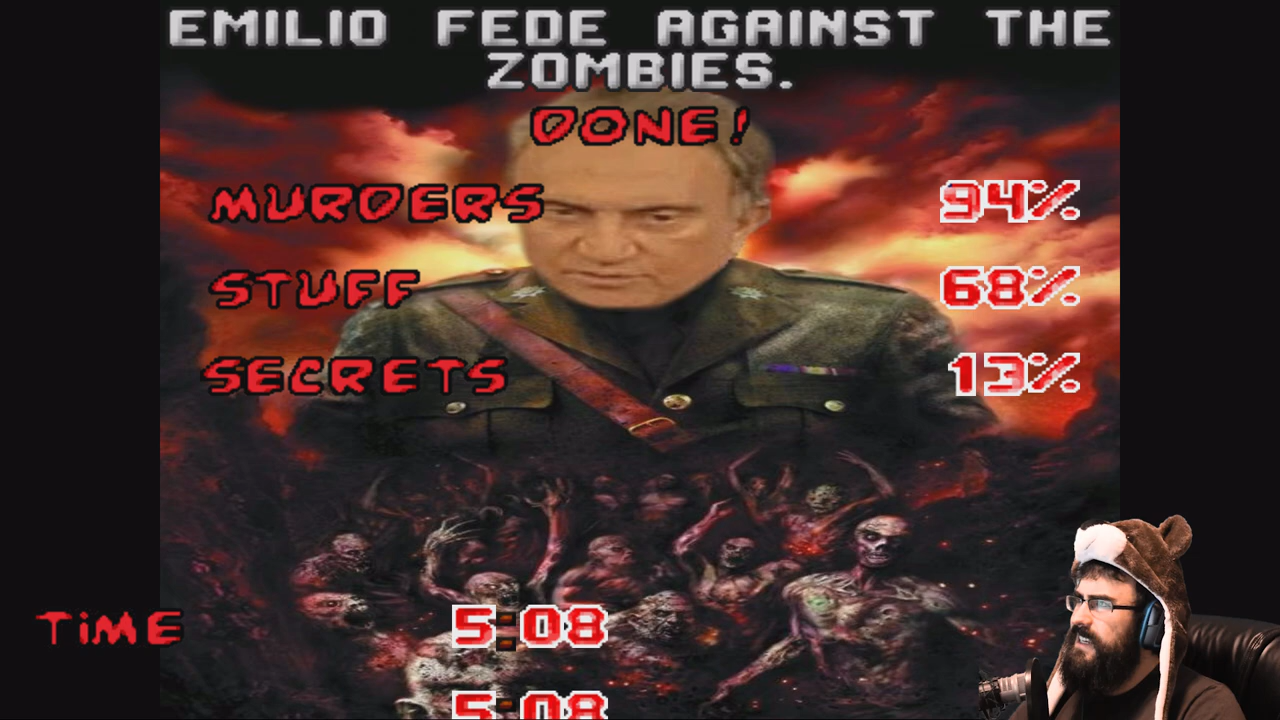 EMILIO FEDE AGAINST THE
ZOMBIES.
DONE!
MURDERS 94%
STUFF 68%
SECRETS 13%
TiME 5:08
5:08